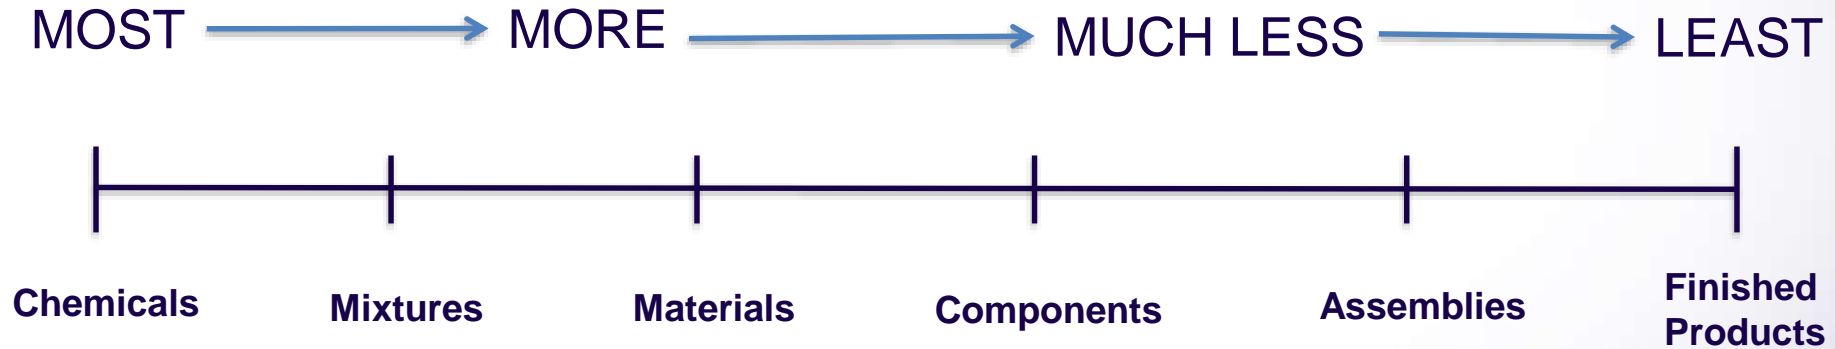 MOST MORE MUCH LESS LEAST
Chemicals Mixtures Materials Components Assemblies Finished
Products